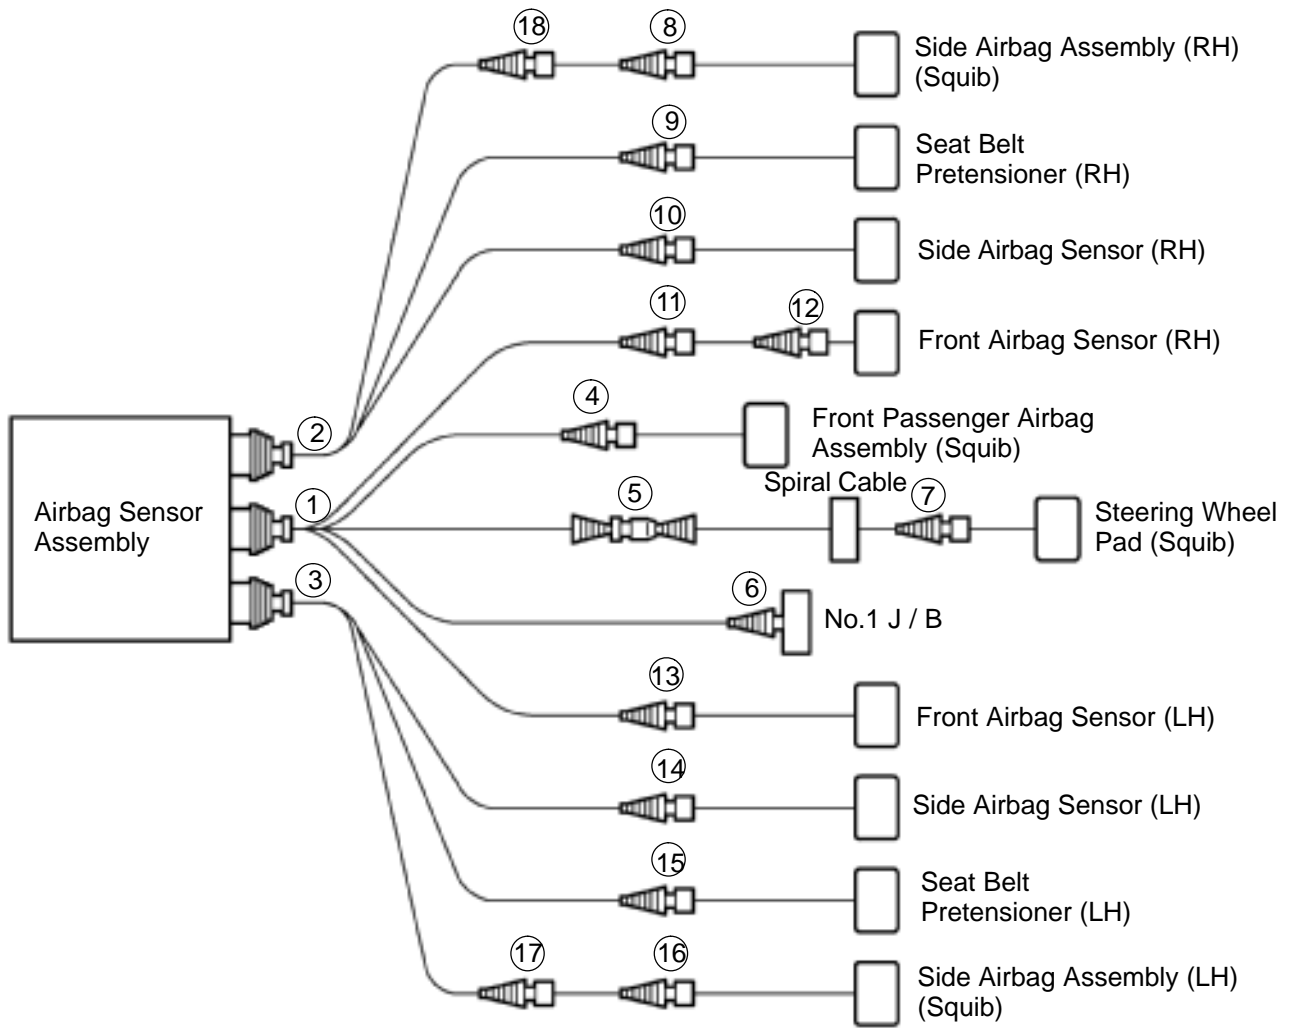 18
8
Side Airbag Assembly (RH)
(Squib)
9
Seat Belt
Pretensioner (RH)
10
Side Airbag Sensor (RH)
11
12
Front Airbag Sensor (RH)
4
Front Passenger Airbag
Assembly (Squib)
2
Spiral Cable
Airbag Sensor
Assembly
1
5
7
Steering Wheel
Pad (Squib)
3
6
No.1 J / B
13
Front Airbag Sensor (LH)
14
Side Airbag Sensor (LH)
15
Seat Belt
Pretensioner (LH)
17
16
Side Airbag Assembly (LH)
(Squib)